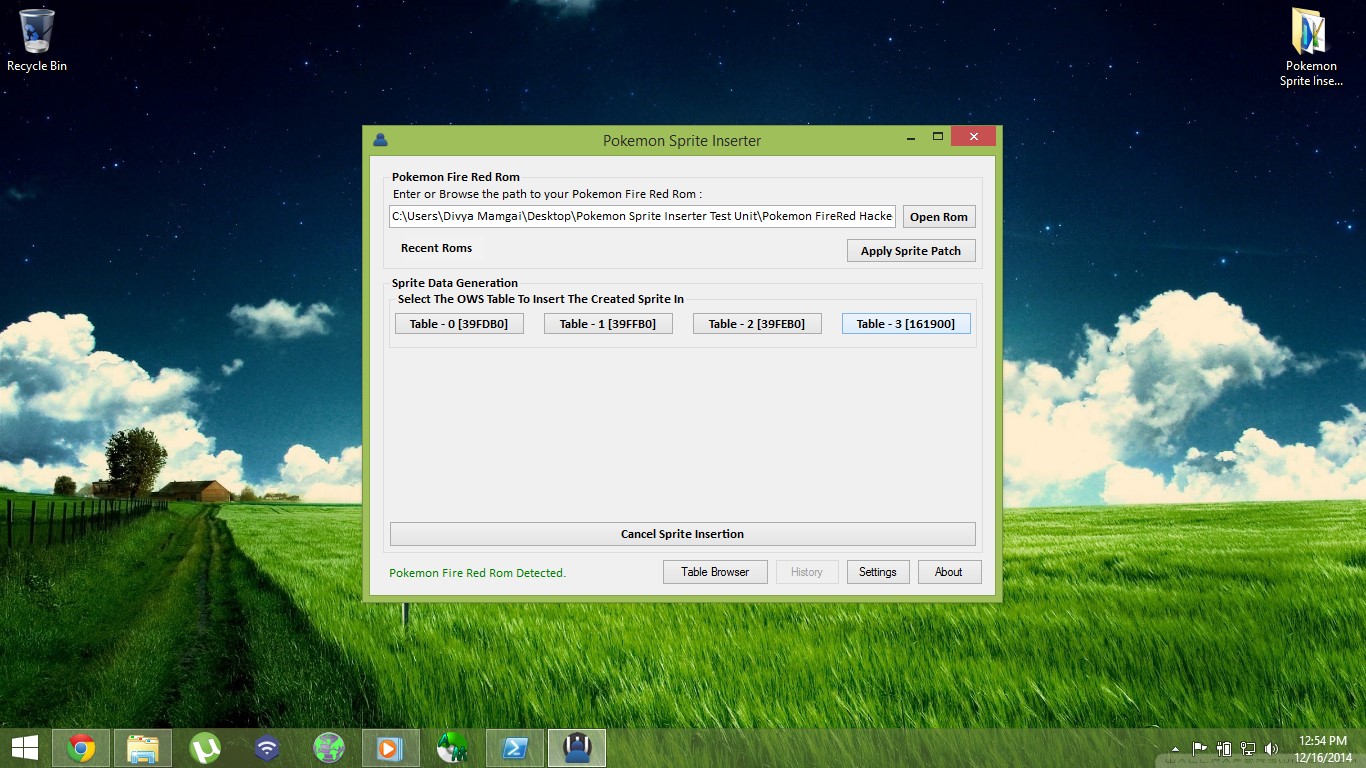 Recycle Bin
Pokemon
Sprite Inse...
Pokemon Sprite Inserter
Pokemon Fire Red Rom
Enter or Browse the path to your Pokemon Fire Red Rom :
C:\Users\Divya Mamgai\Desktop\Pokemon Sprite Inserter Test Unit\Pokemon FireRed Hacke
Open Rom
Recent Roms
Apply Sprite Patch
Sprite Data Generation
Select The OWS Table To Insert The Created Sprite In
Table - 0 [39FDB0]
Table - 1 [39FFB0]
Table - 2 [39FEB0]
Table - 3 [161900]
Cancel Sprite Insertion
Pokemon Fire Red Rom Detected.
Table Browser
History
Settings
About
12:54 PM
12/16/2014